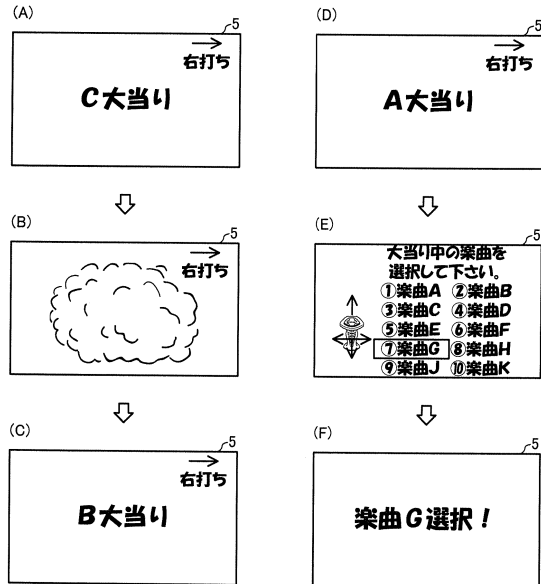 (A)
5
右打ち
C大当り
(B)
5
右打ち
(C)
5
右打ち
B大当り
(D)
5
右打ち
A大当り
(E)
5
大当り中の楽曲を
選択して下さい。
①楽曲A ②楽曲B
③楽曲C ④楽曲D
⑤楽曲E ⑥楽曲F
⑦楽曲G ⑧楽曲H
⑨楽曲J ⑩楽曲K
(F)
5
楽曲G選択!